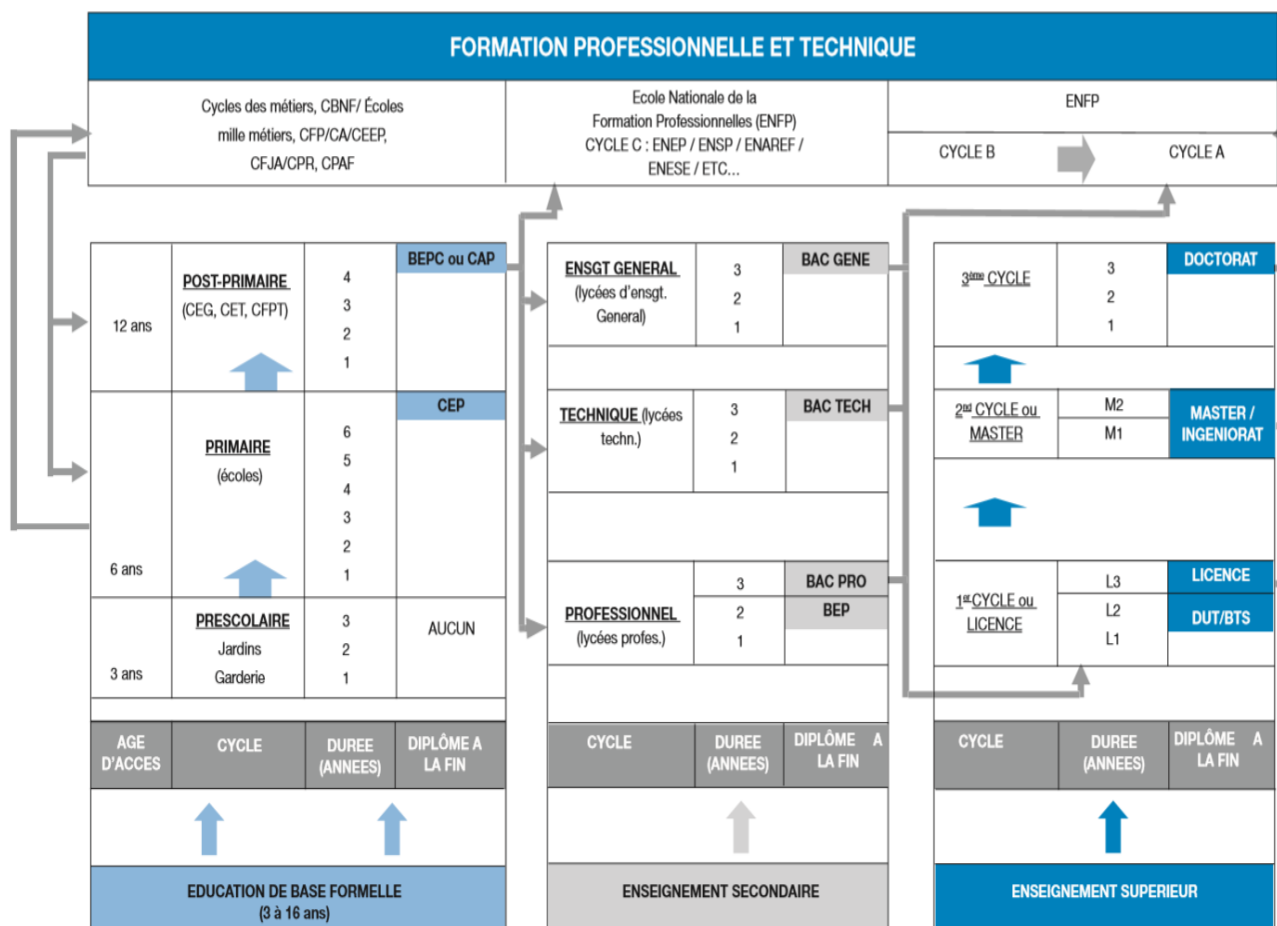 FORMATION PROFESSIONNELLE ET TECHNIQUE
Cycles des métiers, CBNF/ Écoles
mille métiers, CFP/CA/CEEP,
CFJA/CPR, CPAF
Ecole Nationale de la
Formation Professionnelles (ENFP)
CYCLE C : ENEP / ENSP / ENAREF /
ENESE / ETC...
ENFP
CYCLE B
CYCLE A
12 ans
POST-PRIMAIRE
(CEG, CET, CFPT)
4
3
2
1
BEPC ou CAP
6 ans
PRIMAIRE
(écoles)
6
5
4
3
2
1
CEP
3 ans
PRESCOLAIRE
Jardins
Garderie
3
2
1
AUCUN
AGE
D'ACCES
CYCLE
DUREE
(ANNEES)
DIPLÔME A
LA FIN
EDUCATION DE BASE FORMELLE
(3 à 16 ans)
ENSGT GENERAL
(lycées d'ensgt.
General)
3
2
1
BAC GENE
TECHNIQUE (lycées
techn.)
3
2
1
BAC TECH
PROFESSIONNEL
(lycées profes.)
3
2
1
BAC PRO
BEP
CYCLE
DUREE
(ANNEES)
DIPLÔME A
LA FIN
ENSEIGNEMENT SECONDAIRE
3ème CYCLE
3
2
1
DOCTORAT
2nd CYCLE ou
MASTER
M2
M1
MASTER /
INGENIORAT
1er CYCLE ou
LICENCE
L3
L2
L1
LICENCE
DUT/BTS
CYCLE
DUREE
(ANNEES)
DIPLÔME A
LA FIN
ENSEIGNEMENT SUPERIEUR